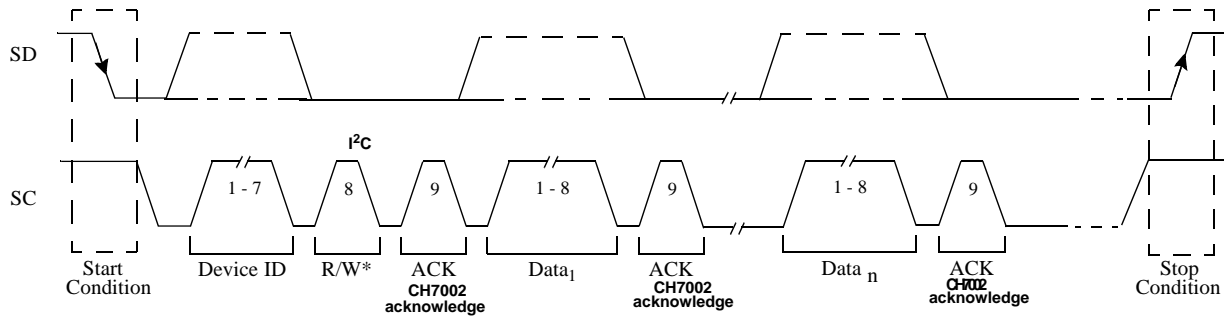 SD
I²C
SC
1 - 7
8
9
1 - 8
9
1 - 8
9
Start
Condition
Device ID
R/W*
ACK
CH7002
acknowledge
Data1
ACK
CH7002
acknowledge
Data n
ACK
CH7002
acknowledge
Stop
Condition